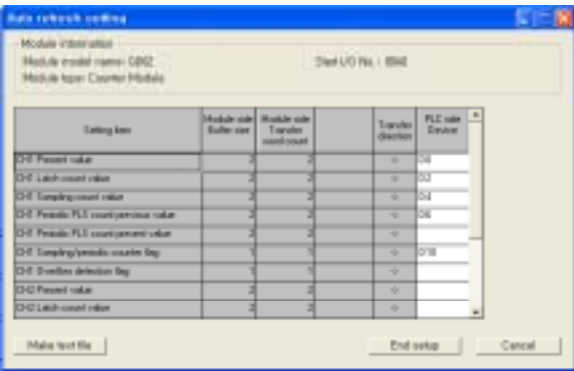 Auto refresh setting
Module information
Module model name: QD62
Start I/O No.: 0040
Module type: Counter Module
Setting item
Module side Buffer size
Module side Transfer word count
Transfer direction
PLC side Device
CH1 Present value 2 2 -> D0
CH1 Latch count value 2 2 -> D2
CH1 Sampling count value 2 2 -> D4
CH1 Periodic PLS count previous value 2 2 -> D6
CH1 Periodic PLS count present value 2 2 ->
CH1 Sampling/periodic counter flag 1 1 -> D10
CH1 Overflow detection flag 1 1 ->
CH2 Present value 2 2 ->
CH2 Latch count value 2 2 ->
Make text file
End setup
Cancel